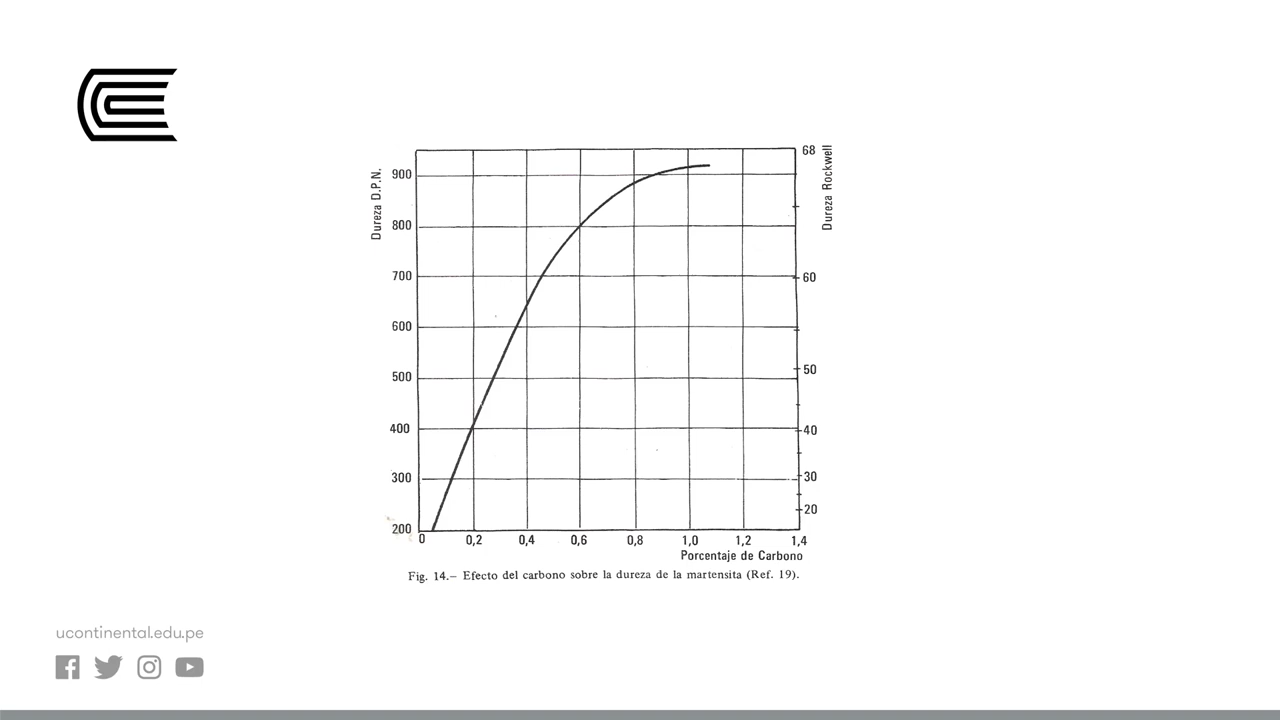 Dureza D.P.N.
900
800
700
600
500
400
300
200
0 0,2 0,4 0,6 0,8 1,0 1,2 1,4
Porcentaje de Carbono
68
60
50
40
30
20
Dureza Rockwell
Fig. 14.– Efecto del carbono sobre la dureza de la martensita (Ref. 19).
ucontinental.edu.pe